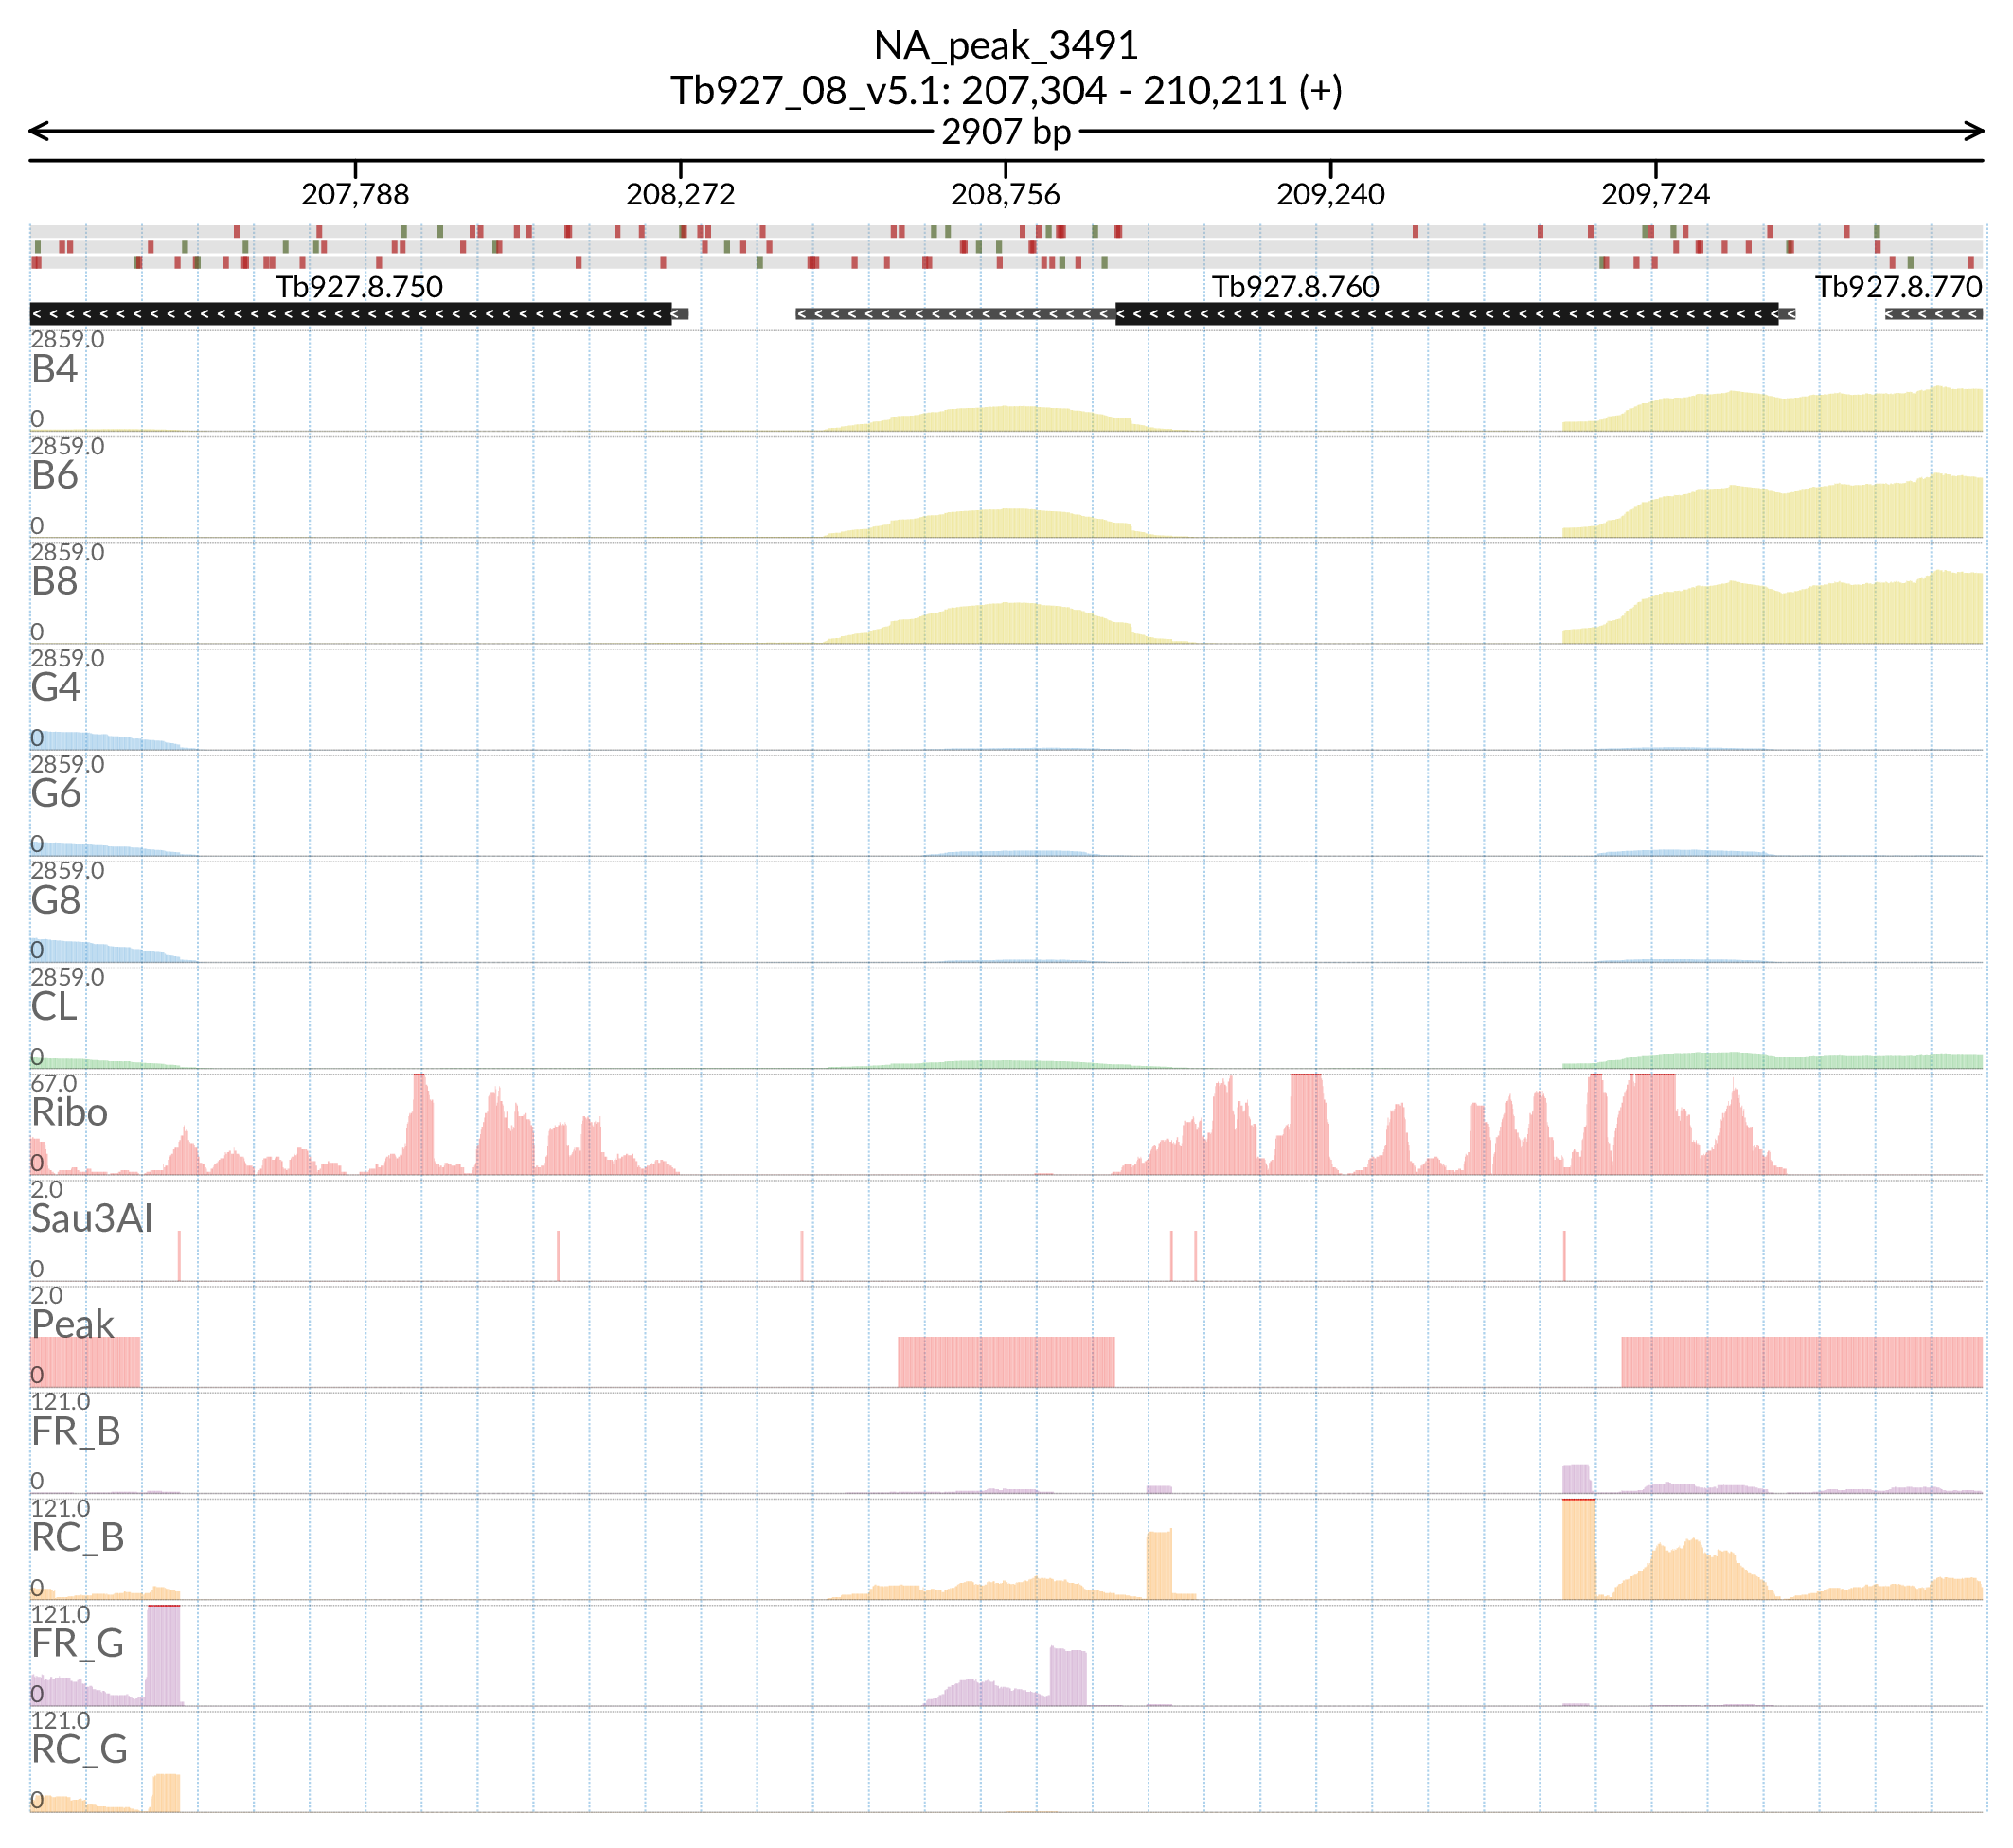 NA_peak_3491
Tb927_08_v5.1: 207,304 - 210,211 (+)
2907 bp
207,788 208,272 208,756 209,240 209,724
Tb927.8.750 Tb927.8.760 Tb927.8.770
2859.0
B4
0
2859.0
B6
0
2859.0
B8
0
2859.0
G4
0
2859.0
G6
0
2859.0
G8
0
2859.0
CL
0
67.0
Ribo
0
2.0
Sau3AI
0
2.0
Peak
0
121.0
FR_B
0
121.0
RC_B
0
121.0
FR_G
0
121.0
RC_G
0